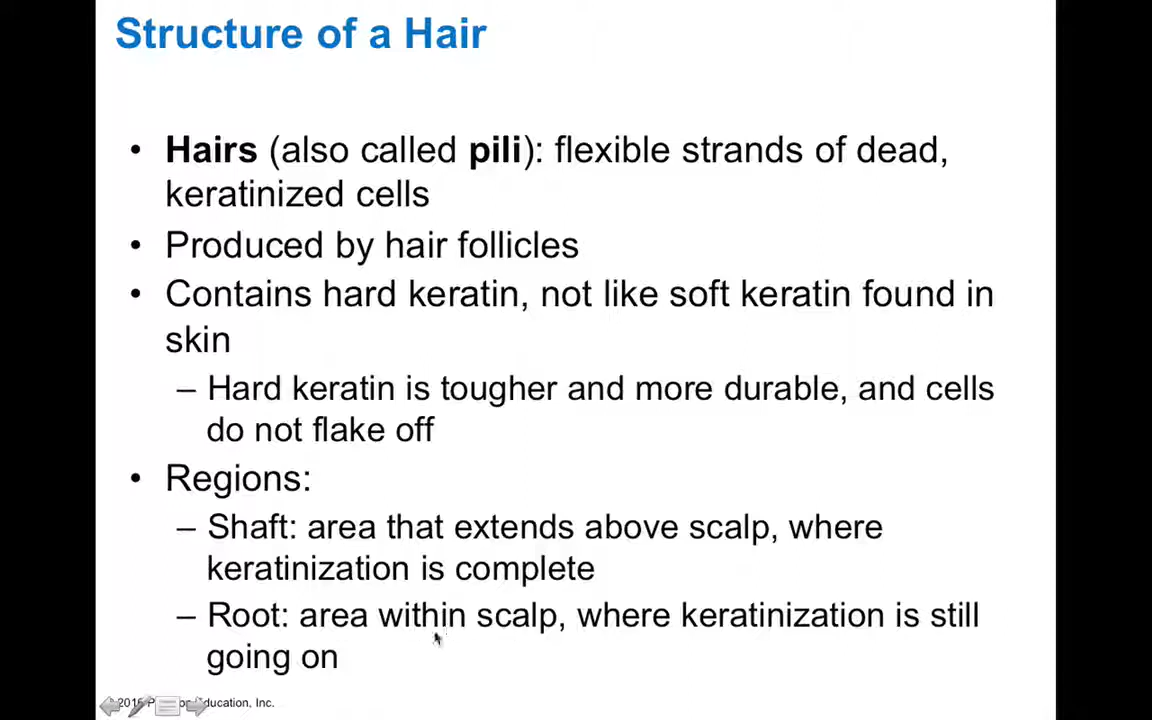 Structure of a Hair
• Hairs (also called pili): flexible strands of dead,
keratinized cells
• Produced by hair follicles
• Contains hard keratin, not like soft keratin found in
skin
– Hard keratin is tougher and more durable, and cells
do not flake off
• Regions:
– Shaft: area that extends above scalp, where
keratinization is complete
– Root: area within scalp, where keratinization is still
going on
Education, Inc.